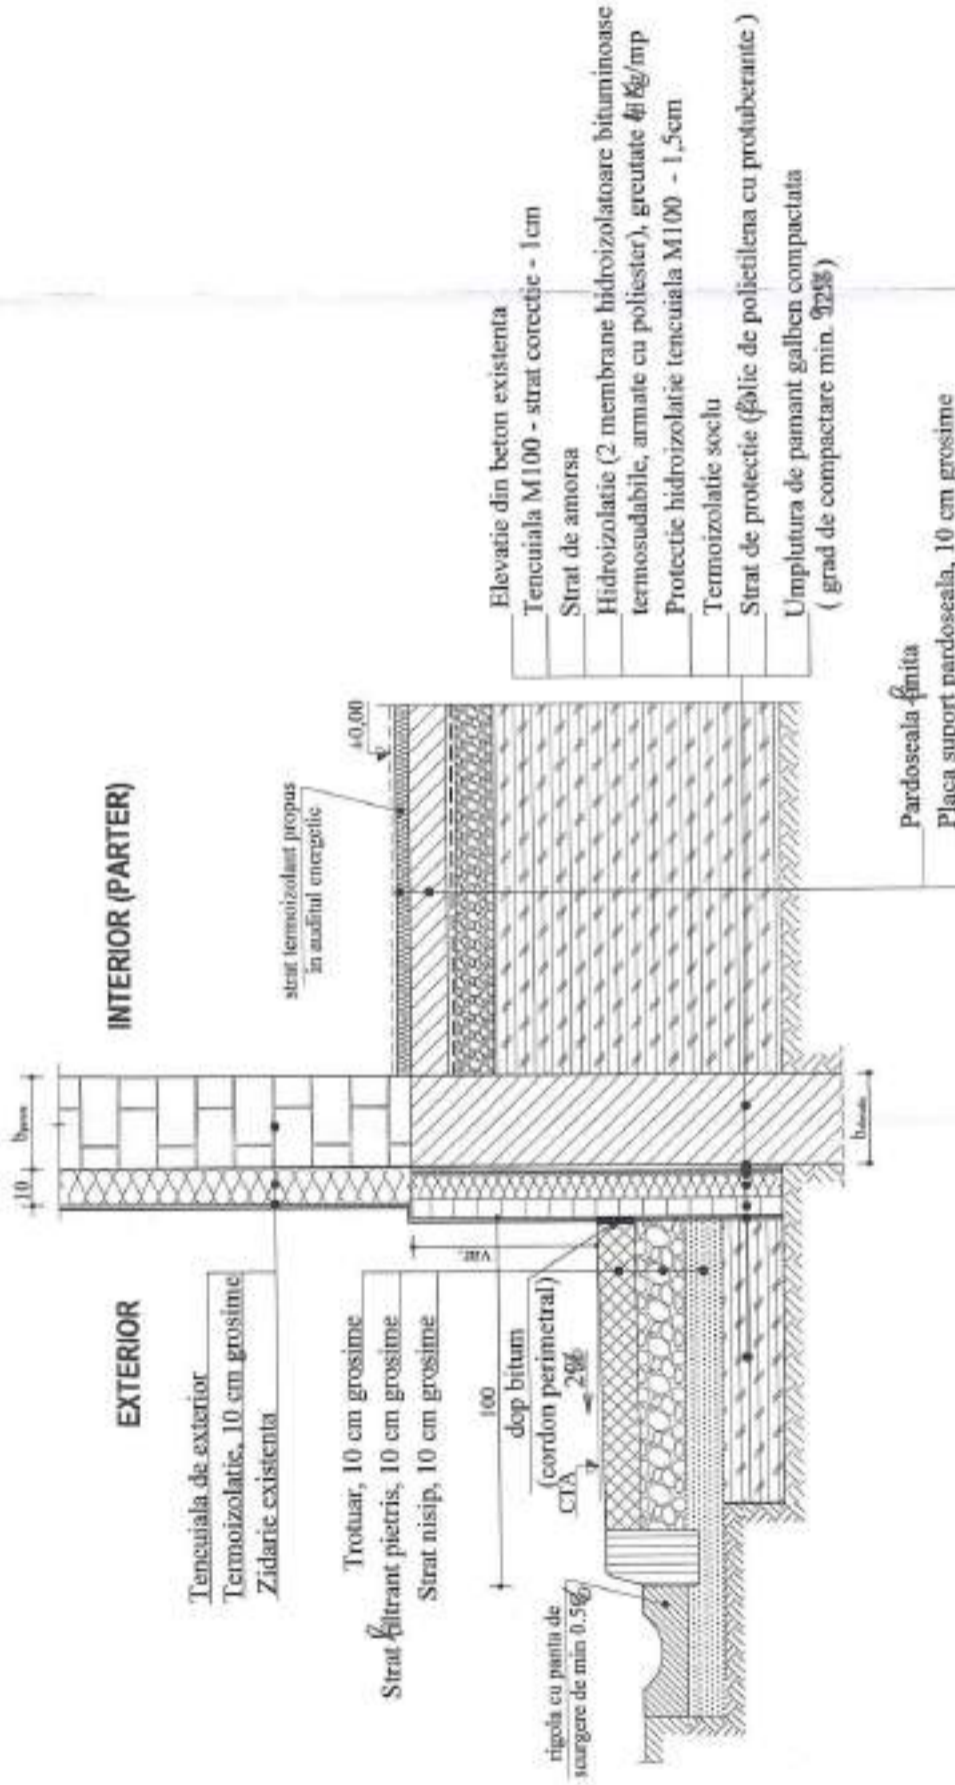 EXTERIOR
INTERIOR (PARTER)
Tencuiala de exterior
Termoizolatie, 10 cm grosime
Zidarie existenta
10
strat termoizolant propus
in auditul energetic
±0,00
Trotuar, 10 cm grosime
Strat filtrant pietris, 10 cm grosime
Strat nisip, 10 cm grosime
var.
100
dop bitum
(cordon perimetral)
CTA
2%
rigola cu panta de
scurgere de min 0.5%
Elevatie din beton existenta
Tencuiala M100 - strat corectie - 1cm
Strat de amorsa
Hidroizolatie (2 membrane hidroizolatoare bituminoase
termosudabile, armate cu poliester), greutate Kg/mp
Protectie hidroizolatie tencuiala M100 - 1,5cm
Termoizolatie soclu
Strat de protectie (folie de polietilena cu protuberante )
Umplutura de pamant galben compactata
( grad de compactare min.
Pardoseala finita
Placa suport pardoseala, 10 cm grosime